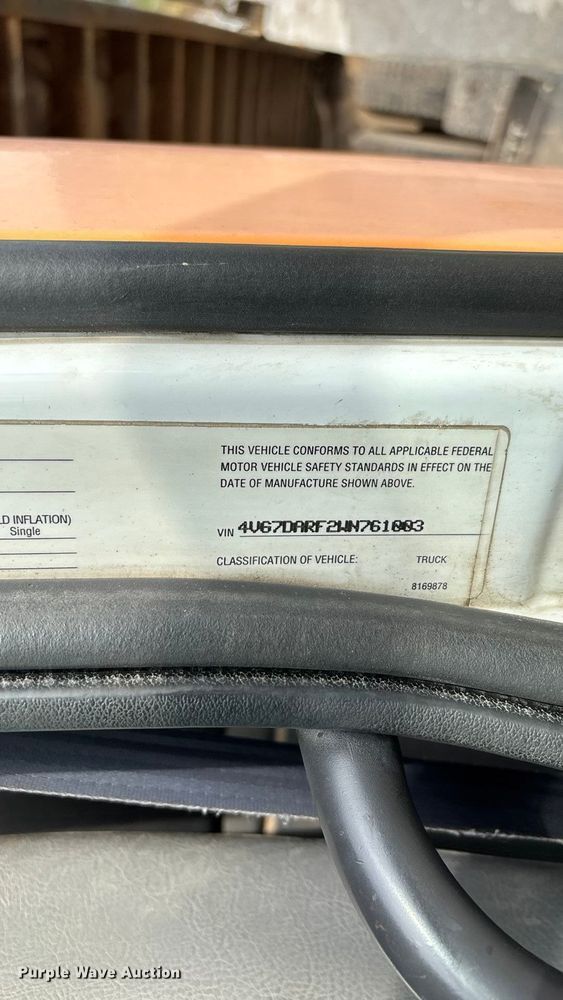 THIS VEHICLE CONFORMS TO ALL APPLICABLE FEDERAL
MOTOR VEHICLE SAFETY STANDARDS IN EFFECT ON THE
DATE OF MANUFACTURE SHOWN ABOVE.
LD INFLATION)
Single
VIN 4V67DARF2WN761003
CLASSIFICATION OF VEHICLE: TRUCK
8169878
Purple Wave Auction